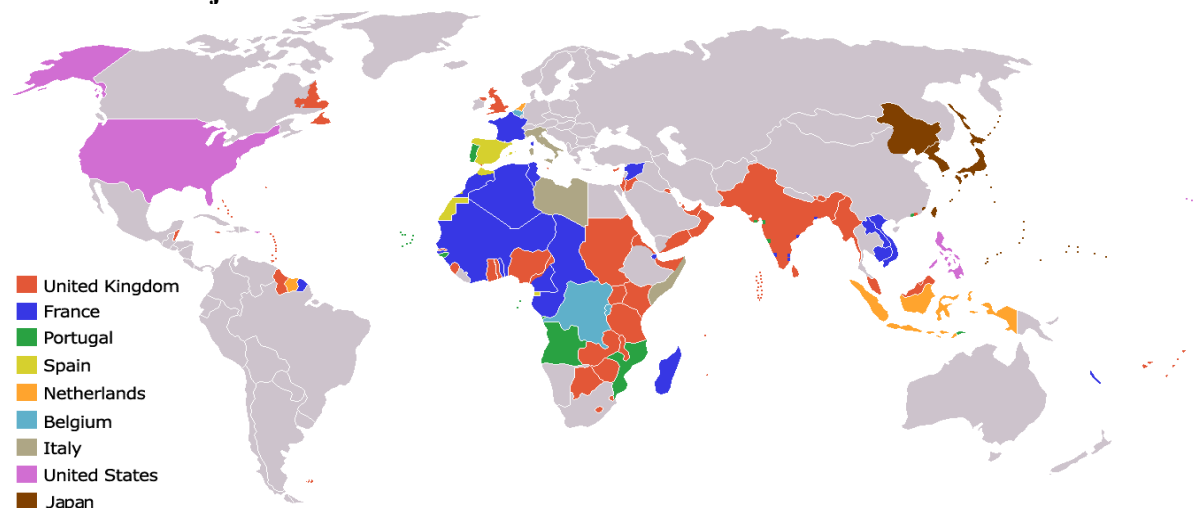 United Kingdom
France
Portugal
Spain
Netherlands
Belgium
Italy
United States
Japan